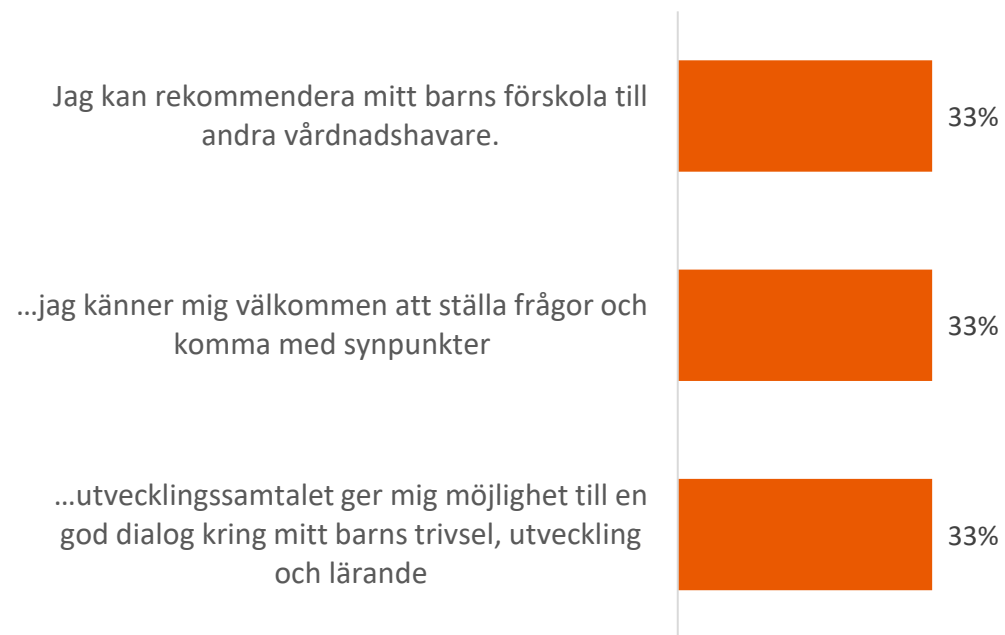 Jag kan rekommendera mitt barns förskola till
andra vårdnadshavare.
33%
...jag känner mig välkommen att ställa frågor och
komma med synpunkter
33%
...utvecklingssamtalet ger mig möjlighet till en
god dialog kring mitt barns trivsel, utveckling
och lärande
33%